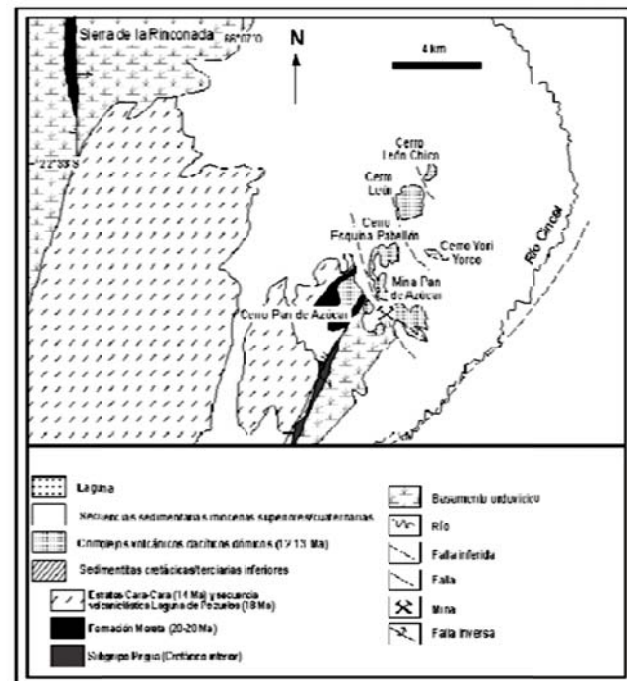 Sierra de la Rinconada
66°07'O
N
4 km
22°33'S
Cerro
León Chico
Cerro
León
Cerro
Esquina Pabellón
Cerro Yori
Yorco
Río Cincel
Mina Pan
de Azúcar
Cerro Pan de Azúcar
Laguna
Secuencias sedimentarias miocenas superiores/cuaternarias
Complejos volcánicos dacíticos dómicos (12-13 Ma)
Sedimentitas cretácicas/terciarias inferiores
Estratos Cara-Cara (14 Ma) y secuencia
volcaniclástica Laguna de Pozuelos (18 Ma)
Formación Moreta (20-20 Ma)
Subgrupo Pirgua (Cretácico inferior)
Basamento ordovícico
Río
Falla inferida
Falla
Mina
Falla inversa